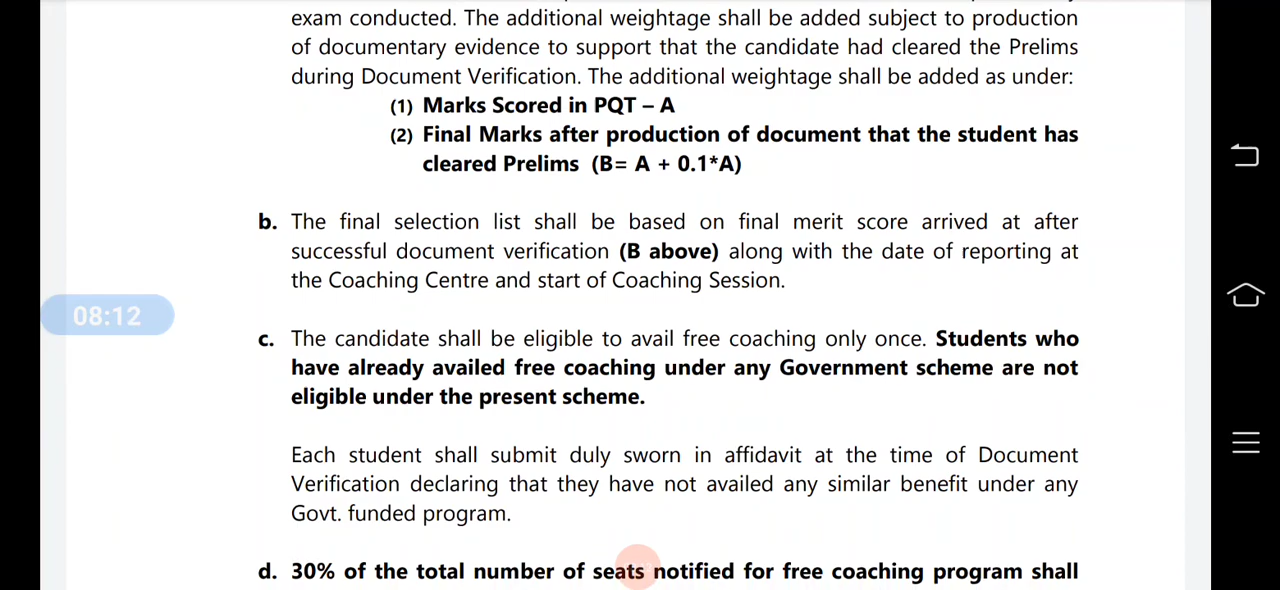 exam conducted. The additional weightage shall be added subject to production
of documentary evidence to support that the candidate had cleared the Prelims
during Document Verification. The additional weightage shall be added as under:
(1) Marks Scored in PQT – A
(2) Final Marks after production of document that the student has
cleared Prelims (B= A + 0.1*A)
b. The final selection list shall be based on final merit score arrived at after
successful document verification (B above) along with the date of reporting at
the Coaching Centre and start of Coaching Session.
08:12
c. The candidate shall be eligible to avail free coaching only once. Students who
have already availed free coaching under any Government scheme are not
eligible under the present scheme.
Each student shall submit duly sworn in affidavit at the time of Document
Verification declaring that they have not availed any similar benefit under any
Govt. funded program.
d. 30% of the total number of seats notified for free coaching program shall